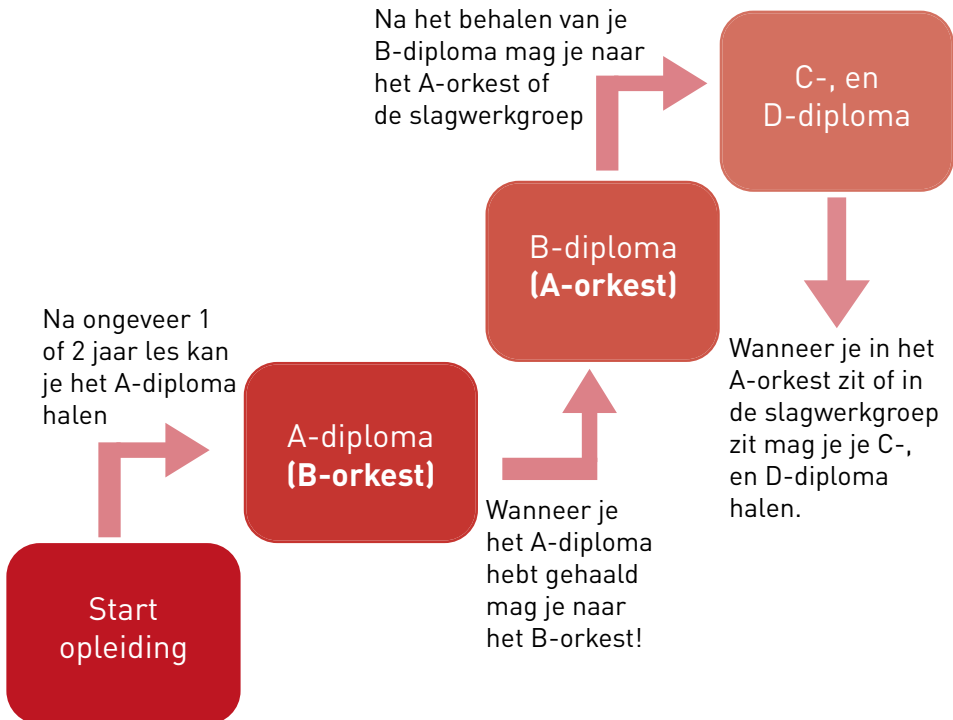 Start
opleiding
Na ongeveer 1
of 2 jaar les kan
je het A-diploma
halen
A-diploma
(B-orkest)
Wanneer je
het A-diploma
hebt gehaald
mag je naar
het B-orkest!
B-diploma
(A-orkest)
Na het behalen van je
B-diploma mag je naar
het A-orkest of
de slagwerkgroep
C-, en
D-diploma
Wanneer je in het
A-orkest zit of in
de slagwerkgroep
zit mag je je C-,
en D-diploma
halen.